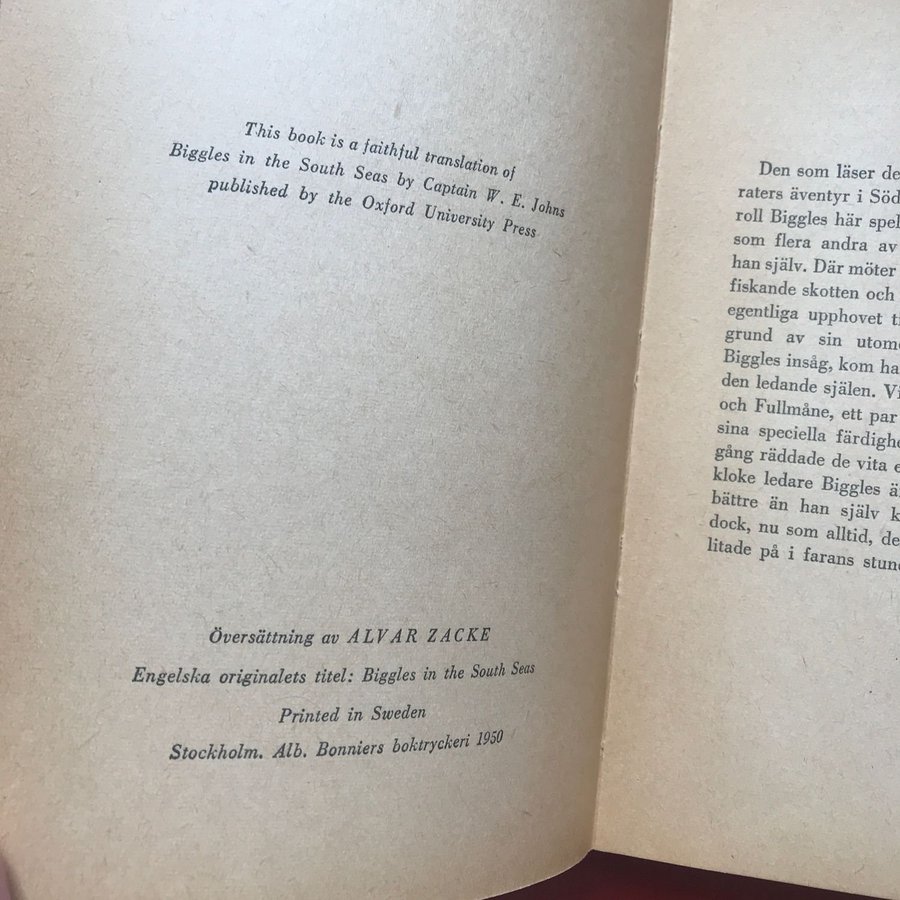 This book is a faithful translation of
Biggles in the South Seas by Captain W. E. Johns
published by the Oxford University Press
Översättning av ALVAR ZACKE
Engelska originalets titel: Biggles in the South Seas
Printed in Sweden
Stockholm. Alb. Bonniers boktryckeri 1950
Den som läser de
raters äventyr i Söd
roll Biggles här spel
som flera andra av
han själv. Där möter
fiskande skotten och
egentliga upphovet ti
grund av sin utom
Biggles insåg, kom ha
den ledande själen. Vi
och Fullmåne, ett par
sina speciella färdighe
gång räddade de vita e
kloke ledare Biggles ä
bättre än han själv k
dock, nu som alltid, de
litade på i farans stun